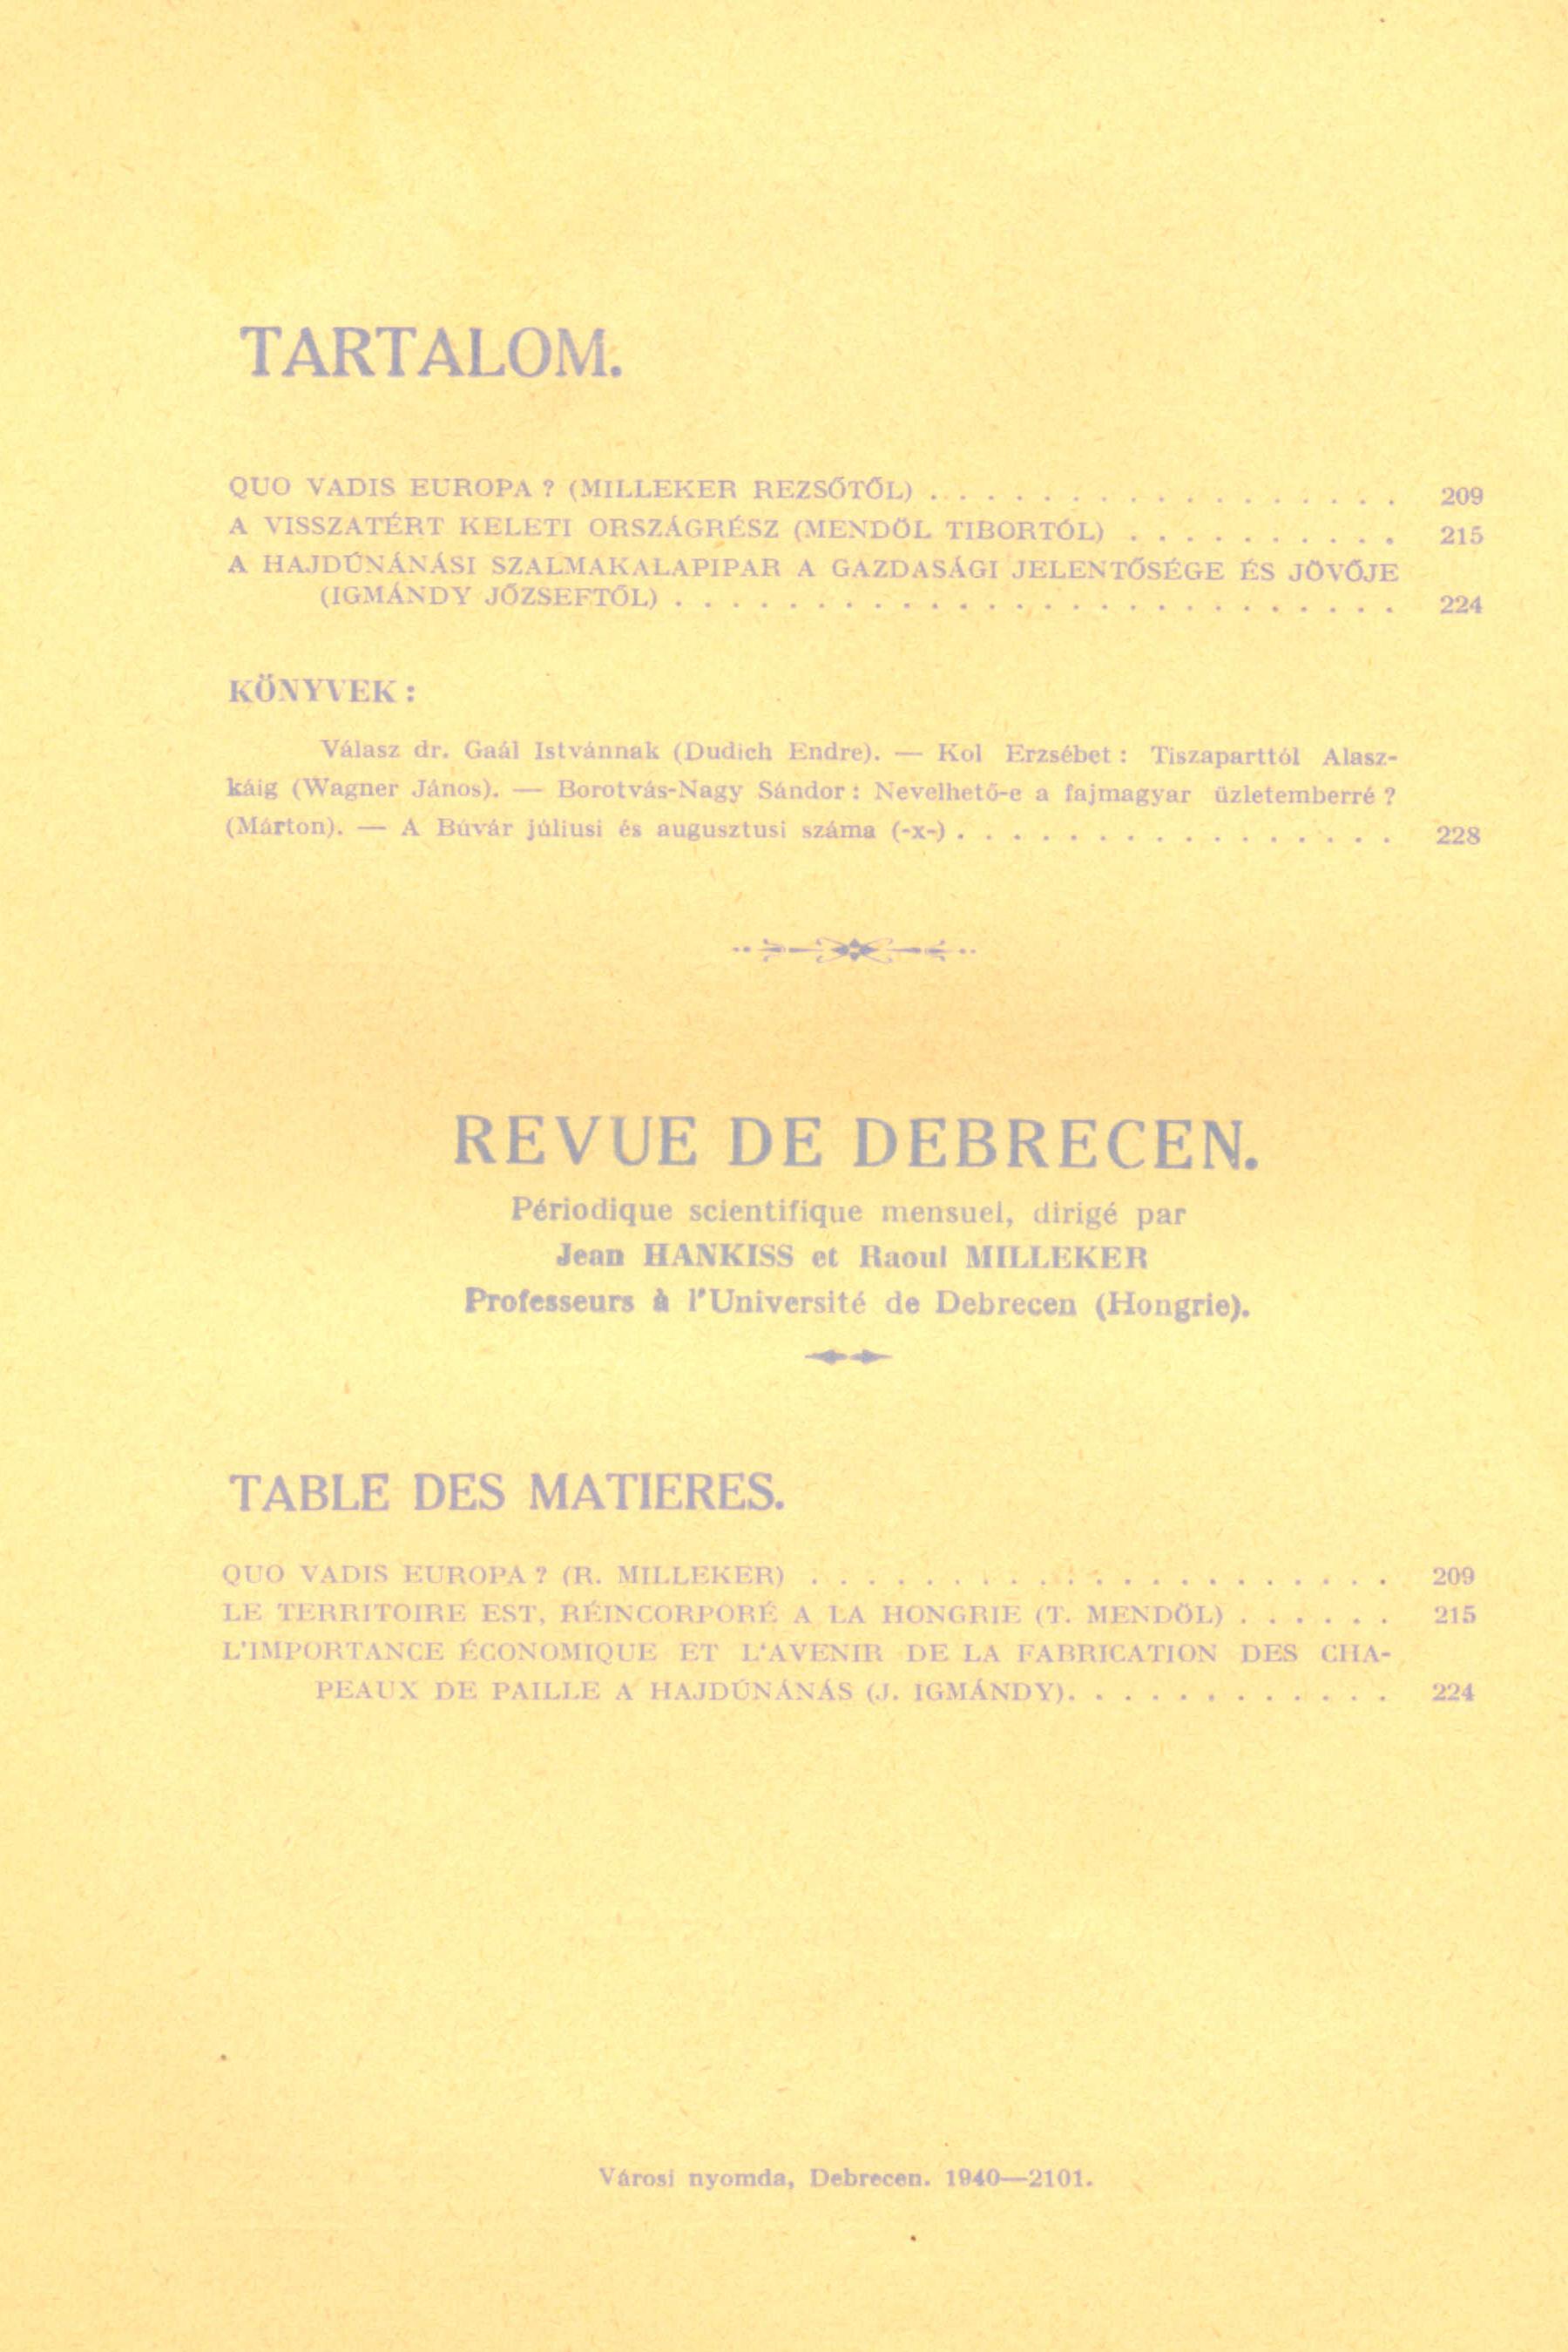 TARTALOM.
QUO VADIS EUROPA ? (MILLEKER REZSŐTŐL) . . . . . . . . . . . . . . . . . 209
A VISSZATÉRT KELETI ORSZÁGRÉSZ (MENDÖL TIBORTÓL) . . . . . . . . . . 215
A HAJDÚNÁNÁSI SZALMAKALAPIPAR A GAZDASÁGI JELENTŐSÉGE ÉS JÖVŐJE
(IGMÁNDY JŐZSEFTŐL) . . . . . . . . . . . . . . . . . . . . . . . . . . 224
KÖNYVEK :
Válasz dr. Gaál Istvánnak (Dudich Endre). — Kol Erzsébet : Tiszaparttól Alasz-
káig (Wagner János). — Borotvás-Nagy Sándor : Nevelhető-e a fajmagyar üzletemberré ?
(Márton). — A Búvár júliusi és augusztusi száma (-x-) . . . . . . . . . . . . . . . . 228
REVUE DE DEBRECEN.
Périodique scientifique mensuel, dirigé par
Jean HANKISS et Raoul MILLEKER
Professeurs à l'Université de Debrecen (Hongrie).
TABLE DES MATIERES.
QUO VADIS EUROPA ? (R. MILLEKER) . . . . . . . . . . . . . . . . . . . . . 209
LE TERRITOIRE EST, RÉINCORPORÉ A LA HONGRIE (T. MENDÖL) . . . . . . 215
L'IMPORTANCE ÉCONOMIQUE ET L'AVENIR DE LA FABRICATION DES CHA-
PEAUX DE PAILLE A HAJDÚNÁNÁS (J. IGMÁNDY). . . . . . . . . . . . 224
Városi nyomda, Debrecen. 1940—2101.